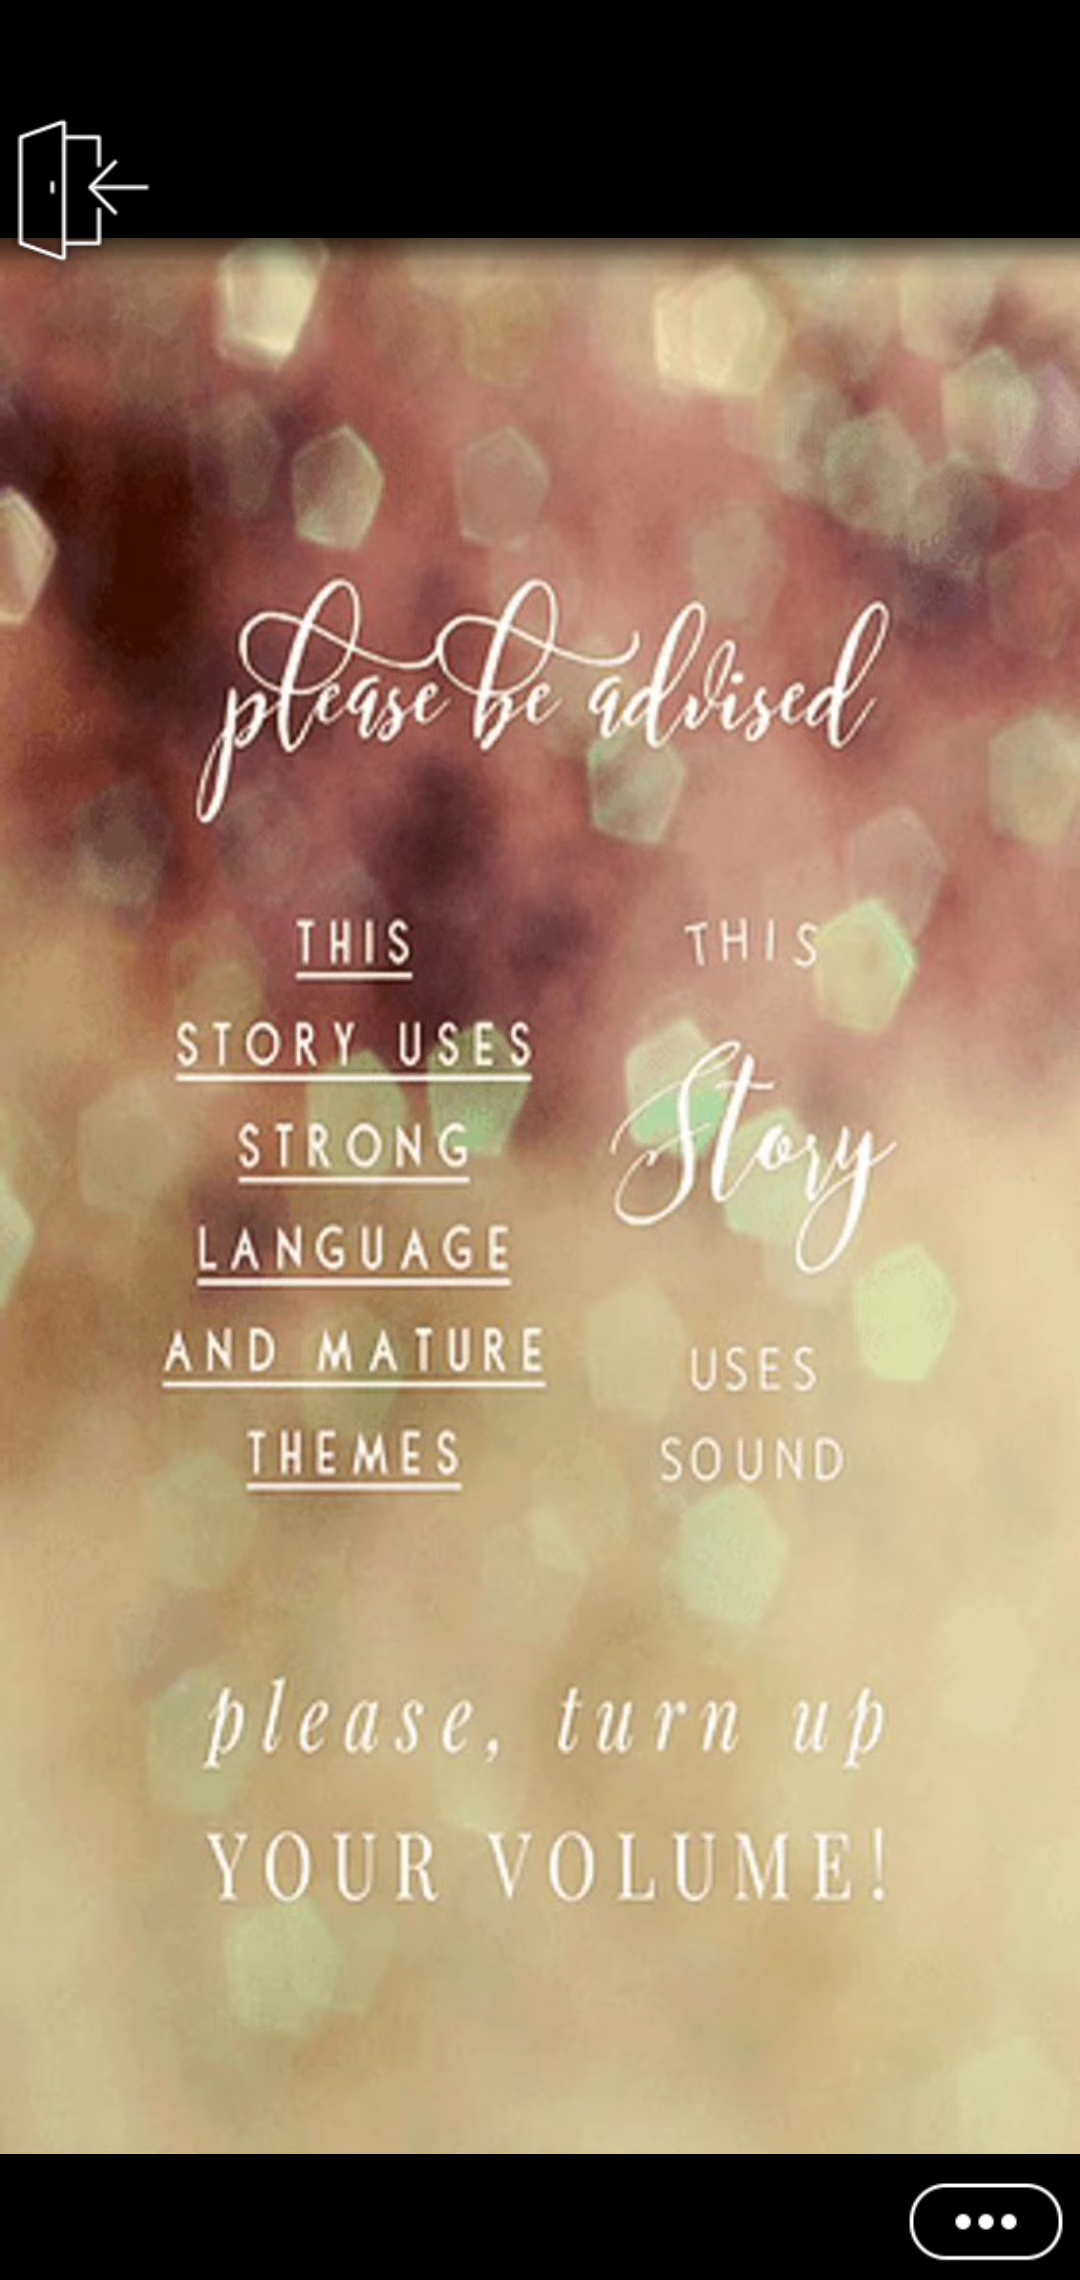 please be advised
THIS
STORY USES
STRONG
LANGUAGE
AND MATURE
THEMES
THIS
Story
USES
SOUND
please, turn up
YOUR VOLUME!